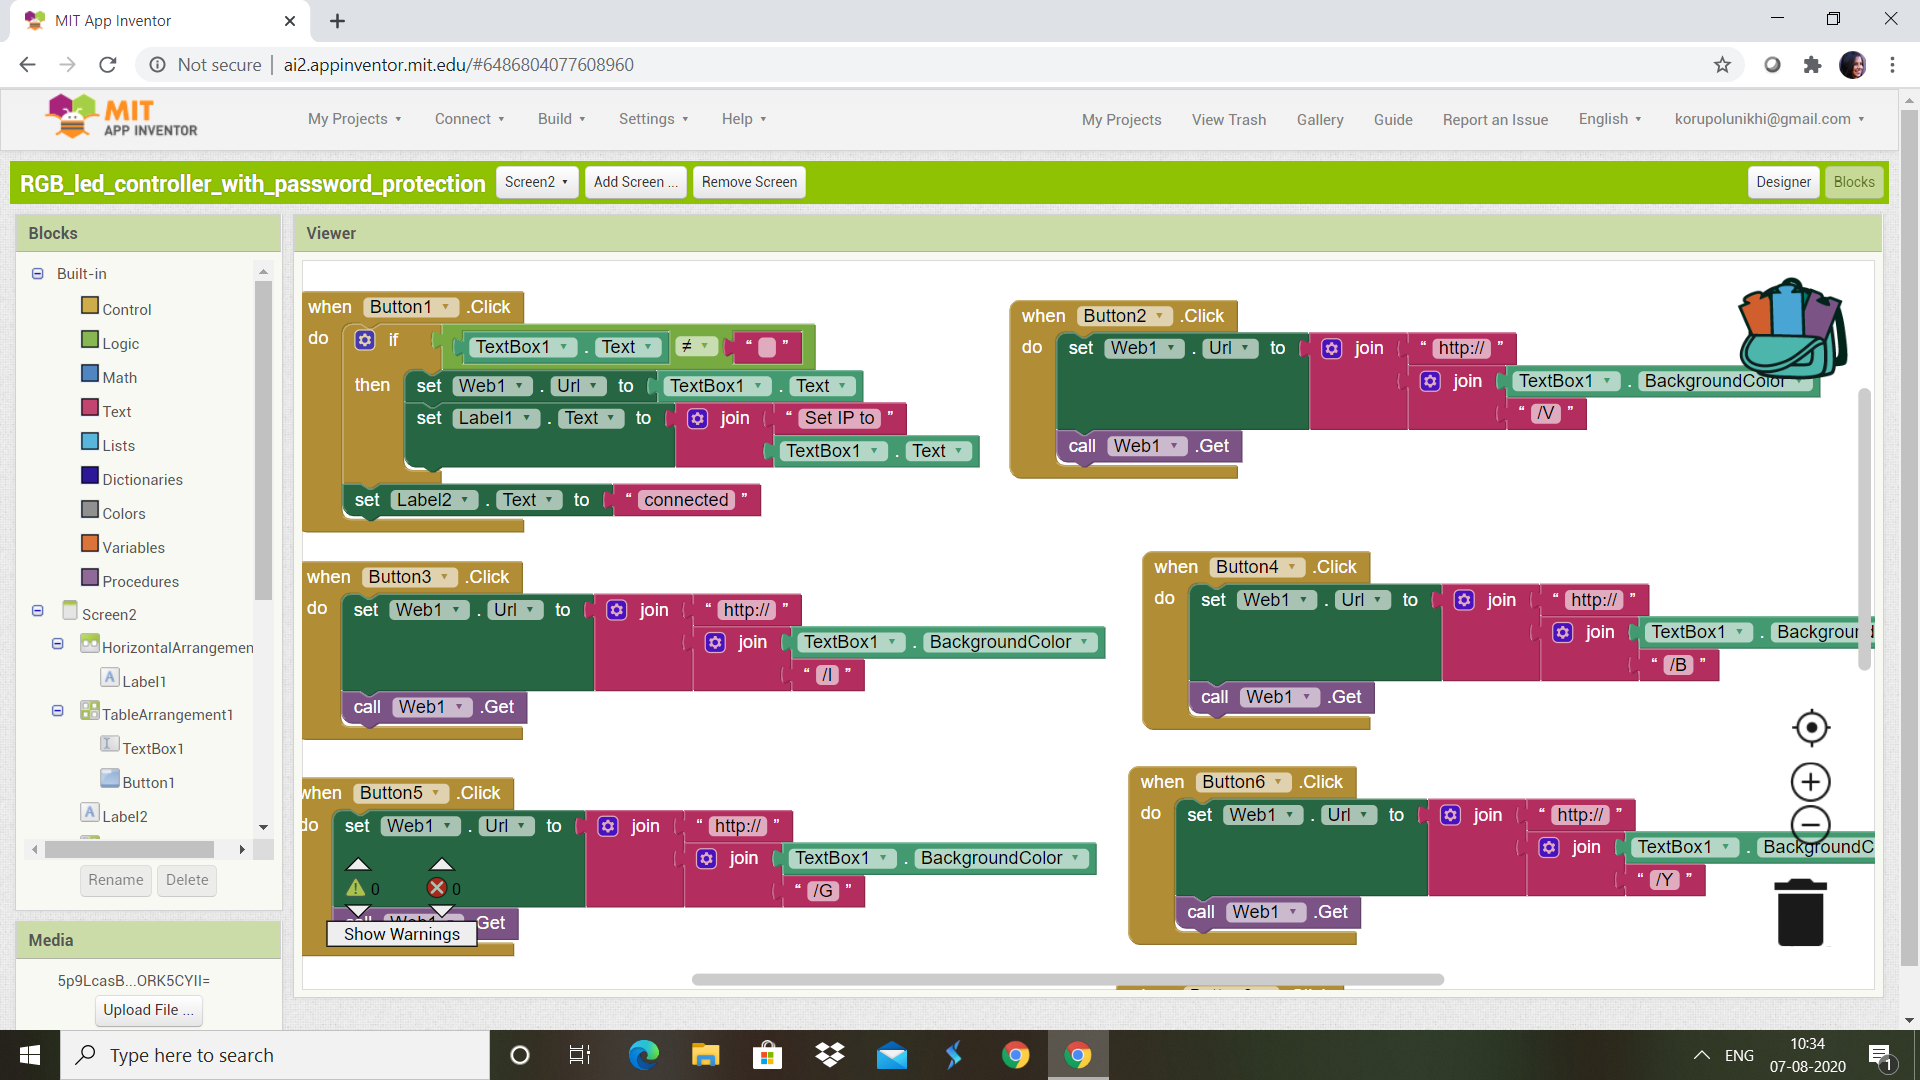 MIT App Inventor
Not secure
ai2.appinventor.mit.edu/#6486804077608960
MIT
APP INVENTOR
My Projects
Connect
Build
Settings
Help
My Projects
View Trash
Gallery
Guide
Report an Issue
English
korupolunikhi@gmail.com
RGB_led_controller_with_password_protection
Screen2
Add Screen ...
Remove Screen
Designer
Blocks
Blocks
Built-in
Control
Logic
Math
Text
Lists
Dictionaries
Colors
Variables
Procedures
Screen2
HorizontalArrangemen
Label1
TableArrangement1
TextBox1
Button1
Label2
Rename
Delete
Media
5p9LcasB...ORK5CYII=
Upload File ...
Viewer
when Button1 .Click
do if TextBox1 . Text ≠ “ ”
then set Web1 . Url to TextBox1 . Text
set Label1 . Text to join “ Set IP to ”
TextBox1 . Text
set Label2 . Text to “ connected ”
when Button2 .Click
do set Web1 . Url to join “ http:// ”
join TextBox1 . BackgroundColor
“ /V ”
call Web1 .Get
when Button3 .Click
do set Web1 . Url to join “ http:// ”
join TextBox1 . BackgroundColor
“ /I ”
call Web1 .Get
when Button4 .Click
do set Web1 . Url to join “ http:// ”
join TextBox1 . Background
“ /B ”
call Web1 .Get
when Button5 .Click
do set Web1 . Url to join “ http:// ”
join TextBox1 . BackgroundColor
“ /G ”
call Web1 .Get
0 0
Show Warnings
when Button6 .Click
do set Web1 . Url to join “ http:// ”
join TextBox1 . BackgroundC
“ /Y ”
call Web1 .Get
Type here to search
ENG
10:34
07-08-2020
1